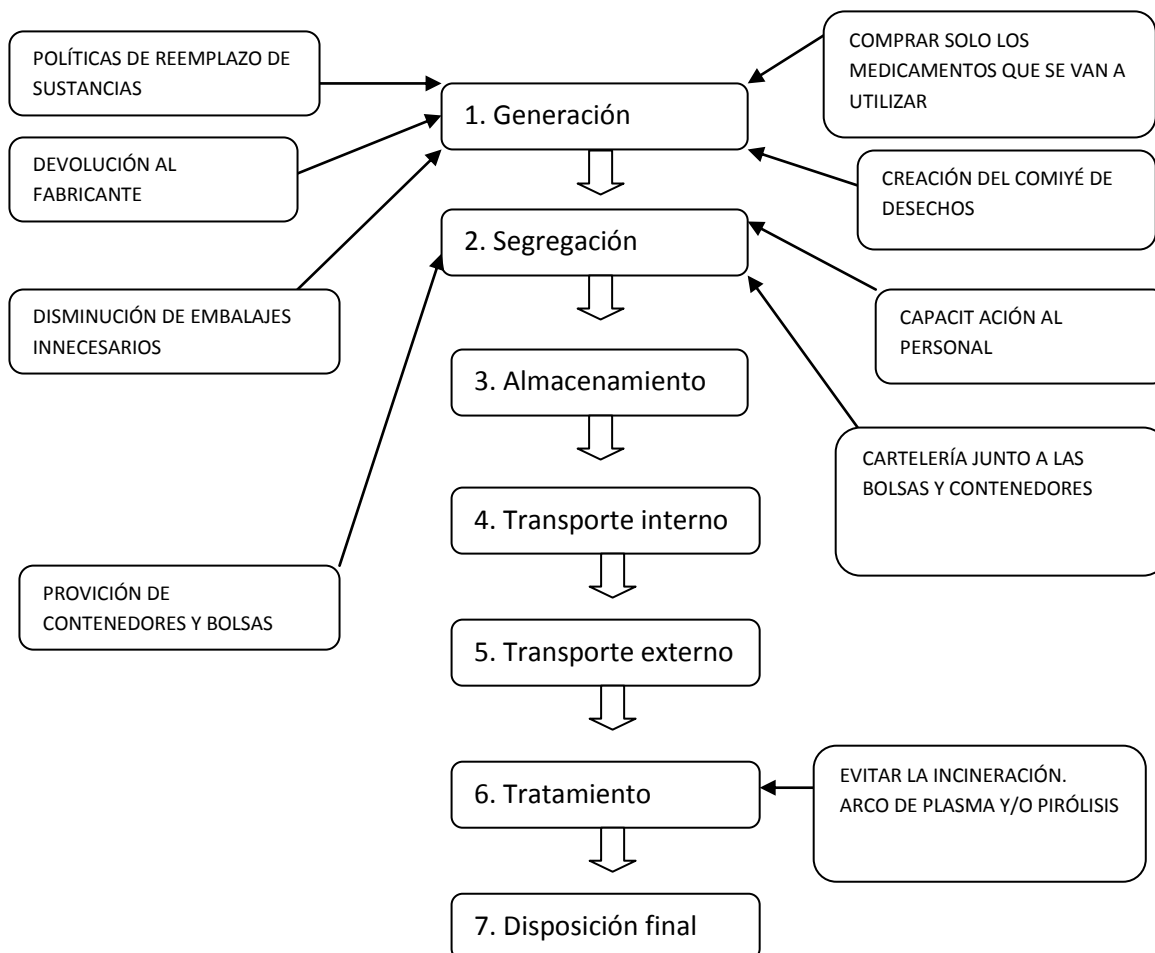 POLÍTICAS DE REEMPLAZO DE
SUSTANCIAS
COMPRAR SOLO LOS
MEDICAMENTOS QUE SE VAN A
UTILIZAR
1. Generación
DEVOLUCIÓN AL
FABRICANTE
CREACIÓN DEL COMIYÉ DE
DESECHOS
2. Segregación
DISMINUCIÓN DE EMBALAJES
INNECESARIOS
CAPACIT ACIÓN AL
PERSONAL
3. Almacenamiento
CARTELERÍA JUNTO A LAS
BOLSAS Y CONTENEDORES
4. Transporte interno
PROVICIÓN DE
CONTENEDORES Y BOLSAS
5. Transporte externo
6. Tratamiento
EVITAR LA INCINERACIÓN.
ARCO DE PLASMA Y/O PIRÓLISIS
7. Disposición final